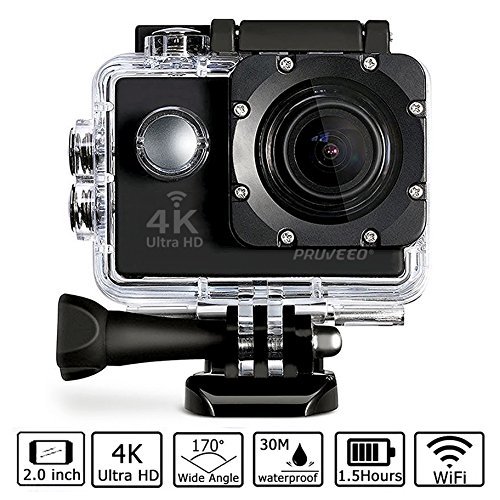 4K
Ultra HD
PRUVEEO®
2.0 inch
4K
Ultra HD
170°
Wide Angle
30M
waterproof
1.5Hours
WiFi